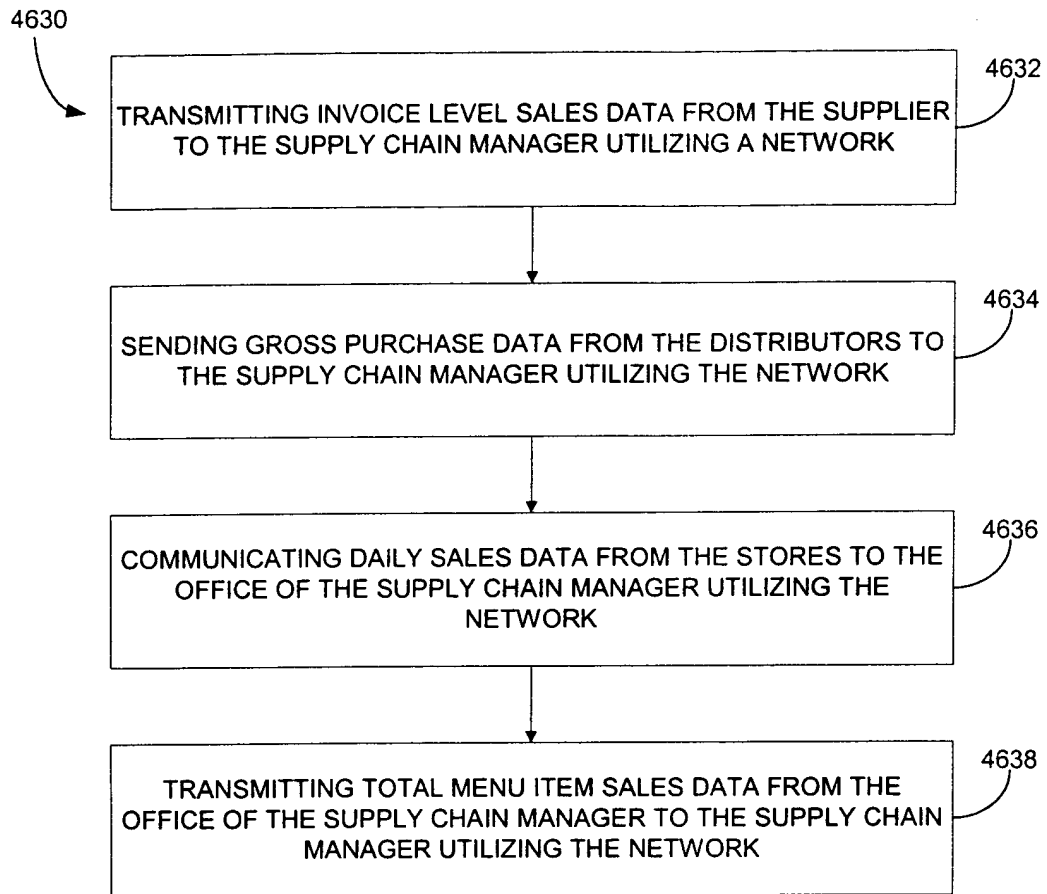 4630
4632
TRANSMITTING INVOICE LEVEL SALES DATA FROM THE SUPPLIER
TO THE SUPPLY CHAIN MANAGER UTILIZING A NETWORK
4634
SENDING GROSS PURCHASE DATA FROM THE DISTRIBUTORS TO
THE SUPPLY CHAIN MANAGER UTILIZING THE NETWORK
4636
COMMUNICATING DAILY SALES DATA FROM THE STORES TO THE
OFFICE OF THE SUPPLY CHAIN MANAGER UTILIZING THE
NETWORK
4638
TRANSMITTING TOTAL MENU ITEM SALES DATA FROM THE
OFFICE OF THE SUPPLY CHAIN MANAGER TO THE SUPPLY CHAIN
MANAGER UTILIZING THE NETWORK